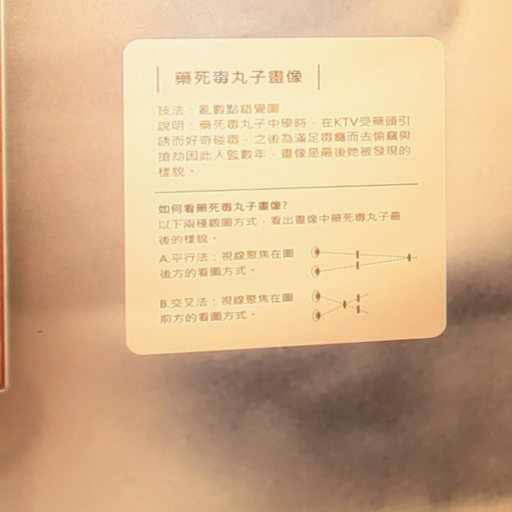 藥死毒丸子畫像
技法：亂數點錯覺圖
說明：藥死毒丸子中學時，在KTV受藥頭引
誘而好奇碰毒，之後為滿足毒癮而去偷竊與
搶劫因此入監數年，畫像是最後她被發現的
樣貌。
如何看藥死毒丸子畫像?
以下兩種觀圖方式，看出畫像中藥死毒丸子最
後的樣貌。
A.平行法：視線聚焦在圖
後方的看圖方式。
B.交叉法：視線聚焦在圖
前方的看圖方式。